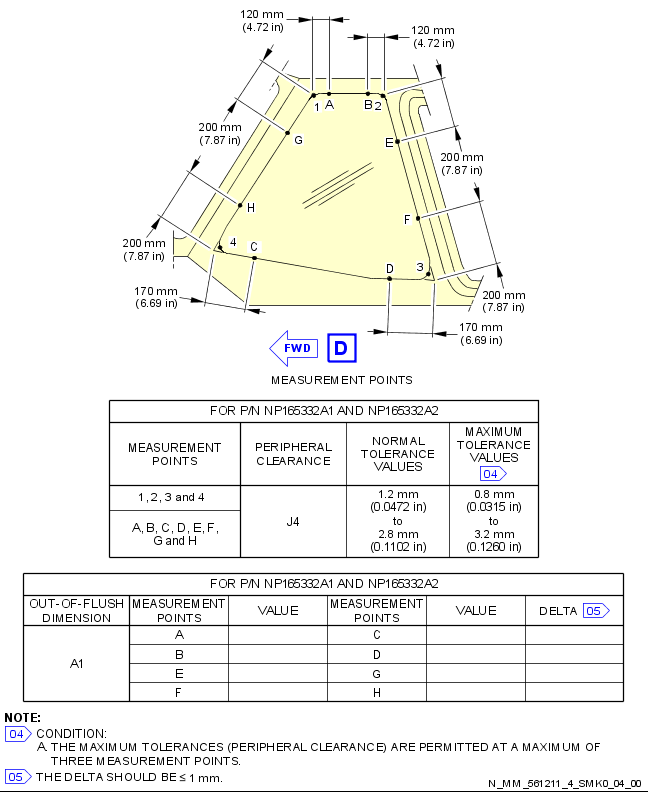 120 mm
(4.72 in)
120 mm
(4.72 in)
1 A B 2
G E
200 mm
(7.87 in)
200 mm
(7.87 in)
H F
4 C
200 mm
(7.87 in)
D 3
170 mm
(6.69 in)
200 mm
(7.87 in)
170 mm
(6.69 in)
FWD D
MEASUREMENT POINTS
FOR P/N NP165332A1 AND NP165332A2
MEASUREMENT
POINTS
PERIPHERAL
CLEARANCE
NORMAL
TOLERANCE
VALUES
MAXIMUM
TOLERANCE
VALUES
04
1, 2, 3 and 4
A, B, C, D, E, F,
G and H
J4
1.2 mm
(0.0472 in)
to
2.8 mm
(0.1102 in)
0.8 mm
(0.0315 in)
to
3.2 mm
(0.1260 in)
FOR P/N NP165332A1 AND NP165332A2
OUT-OF-FLUSH
DIMENSION
MEASUREMENT
POINTS
VALUE
MEASUREMENT
POINTS
VALUE
DELTA 05
A1
A C
B D
E G
F H
NOTE:
04 CONDITION:
A. THE MAXIMUM TOLERANCES (PERIPHERAL CLEARANCE) ARE PERMITTED AT A MAXIMUM OF
THREE MEASUREMENT POINTS.
05 THE DELTA SHOULD BE ≤ 1 mm.
N_MM_561211_4_SMK0_04_00